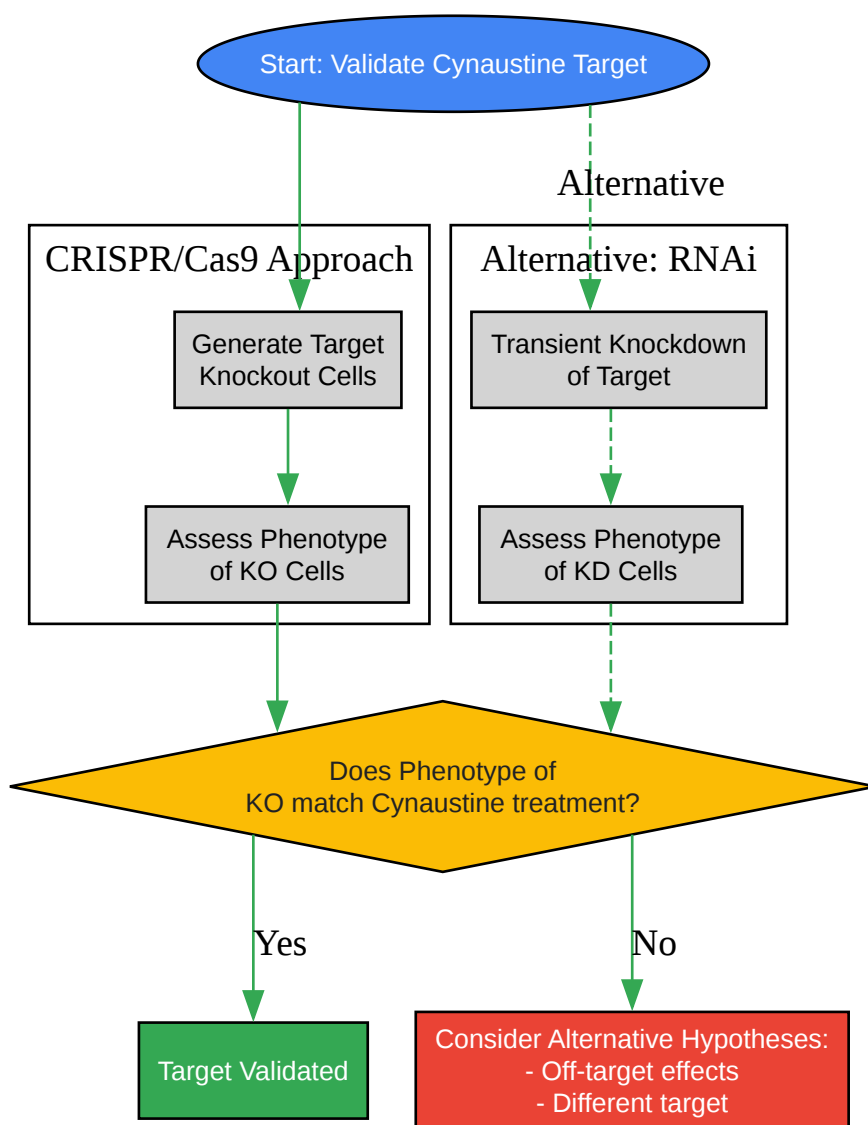 Start: Validate Cynaustine Target
Alternative
CRISPR/Cas9 Approach
Alternative: RNAi
Generate Target
Knockout Cells
Transient Knockdown
of Target
Assess Phenotype
of KO Cells
Assess Phenotype
of KD Cells
Does Phenotype of
KO match Cynaustine treatment?
Yes
No
Target Validated
Consider Alternative Hypotheses:
- Off-target effects
- Different target